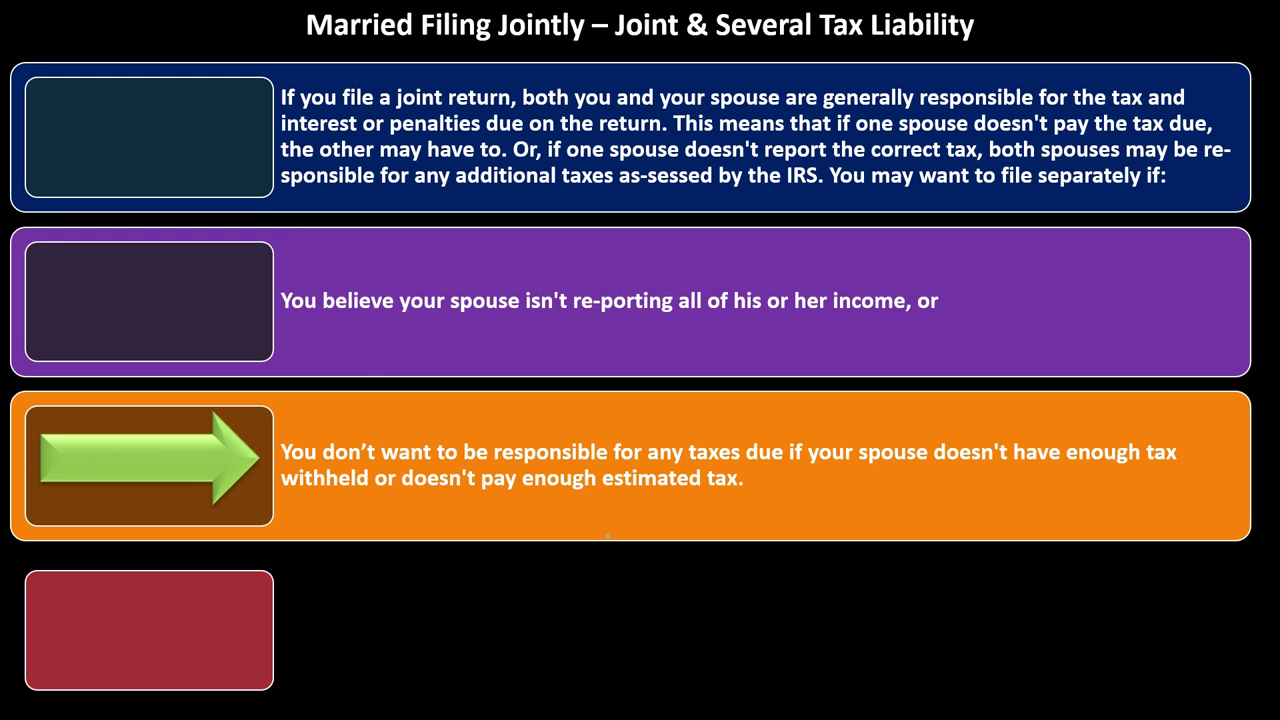 Married Filing Jointly – Joint & Several Tax Liability
If you file a joint return, both you and your spouse are generally responsible for the tax and
interest or penalties due on the return. This means that if one spouse doesn't pay the tax due,
the other may have to. Or, if one spouse doesn't report the correct tax, both spouses may be re-
sponsible for any additional taxes as-sessed by the IRS. You may want to file separately if:
You believe your spouse isn't re-porting all of his or her income, or
You don’t want to be responsible for any taxes due if your spouse doesn't have enough tax
withheld or doesn't pay enough estimated tax.